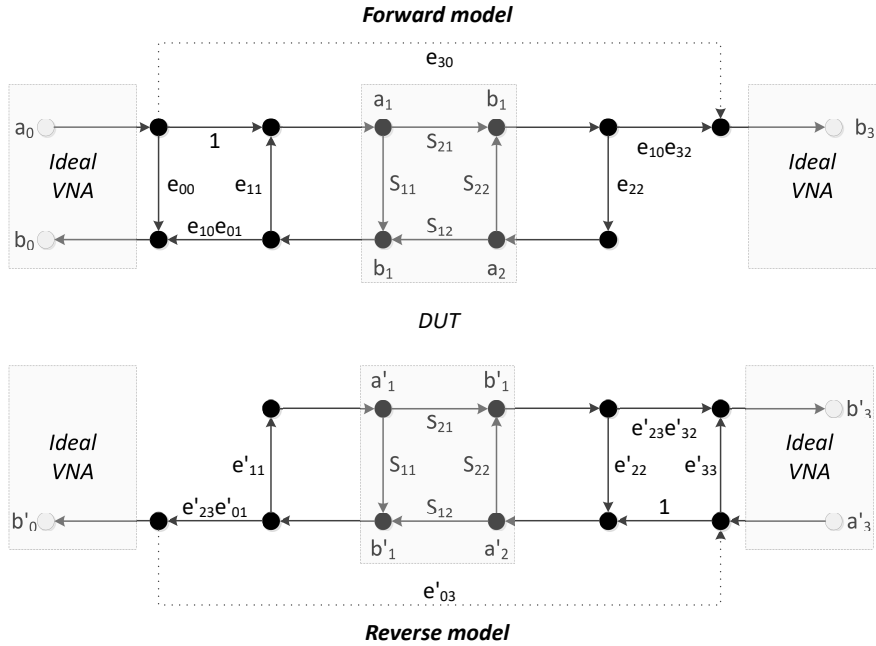 Forward model
e30
a0
a1
b1
b3
1
S21
e10e32
Ideal
VNA
e00
e11
S11
S22
e22
Ideal
VNA
e10e01
S12
b0
b1
a2
DUT
a'1
b'1
b'3
S21
e'23e'32
Ideal
VNA
e'11
S11
S22
e'22
e'33
Ideal
VNA
e'23e'01
S12
1
b'0
b'1
a'2
a'3
e'03
Reverse model